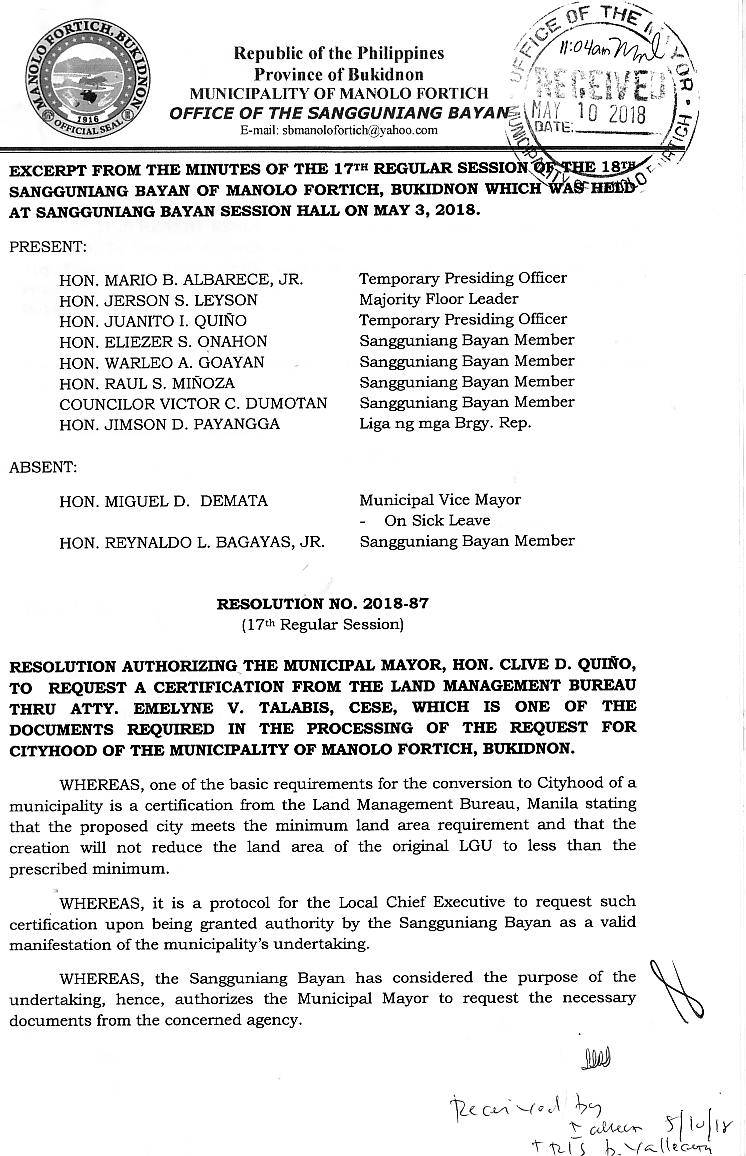 MANOLO FORTICH, BUKIDNON
1916
OFFICIAL SEAL
Republic of the Philippines
Province of Bukidnon
MUNICIPALITY OF MANOLO FORTICH
OFFICE OF THE SANGGUNIANG BAYAN
E-mail: sbmanolofortich@yahoo.com
OFFICE OF THE MAYOR
11:04am
RECEIVED
MAY 10 2018
DATE:
MUNICIPALITY OF MANOLO FORTICH
EXCERPT FROM THE MINUTES OF THE 17TH REGULAR SESSION OF THE 18TH
SANGGUNIANG BAYAN OF MANOLO FORTICH, BUKIDNON WHICH WAS HELD
AT SANGGUNIANG BAYAN SESSION HALL ON MAY 3, 2018.
PRESENT:
HON. MARIO B. ALBARECE, JR. Temporary Presiding Officer
HON. JERSON S. LEYSON Majority Floor Leader
HON. JUANITO I. QUIÑO Temporary Presiding Officer
HON. ELIEZER S. ONAHON Sangguniang Bayan Member
HON. WARLEO A. GOAYAN Sangguniang Bayan Member
HON. RAUL S. MIÑOZA Sangguniang Bayan Member
COUNCILOR VICTOR C. DUMOTAN Sangguniang Bayan Member
HON. JIMSON D. PAYANGGA Liga ng mga Brgy. Rep.
ABSENT:
HON. MIGUEL D. DEMATA Municipal Vice Mayor
- On Sick Leave
HON. REYNALDO L. BAGAYAS, JR. Sangguniang Bayan Member
RESOLUTION NO. 2018-87
(17th Regular Session)
RESOLUTION AUTHORIZING THE MUNICIPAL MAYOR, HON. CLIVE D. QUIÑO,
TO REQUEST A CERTIFICATION FROM THE LAND MANAGEMENT BUREAU
THRU ATTY. EMELYNE V. TALABIS, CESE, WHICH IS ONE OF THE
DOCUMENTS REQUIRED IN THE PROCESSING OF THE REQUEST FOR
CITYHOOD OF THE MUNICIPALITY OF MANOLO FORTICH, BUKIDNON.
WHEREAS, one of the basic requirements for the conversion to Cityhood of a
municipality is a certification from the Land Management Bureau, Manila stating
that the proposed city meets the minimum land area requirement and that the
creation will not reduce the land area of the original LGU to less than the
prescribed minimum.
WHEREAS, it is a protocol for the Local Chief Executive to request such
certification upon being granted authority by the Sangguniang Bayan as a valid
manifestation of the municipality's undertaking.
WHEREAS, the Sangguniang Bayan has considered the purpose of the
undertaking, hence, authorizes the Municipal Mayor to request the necessary
documents from the concerned agency.
Received by
5/10/18